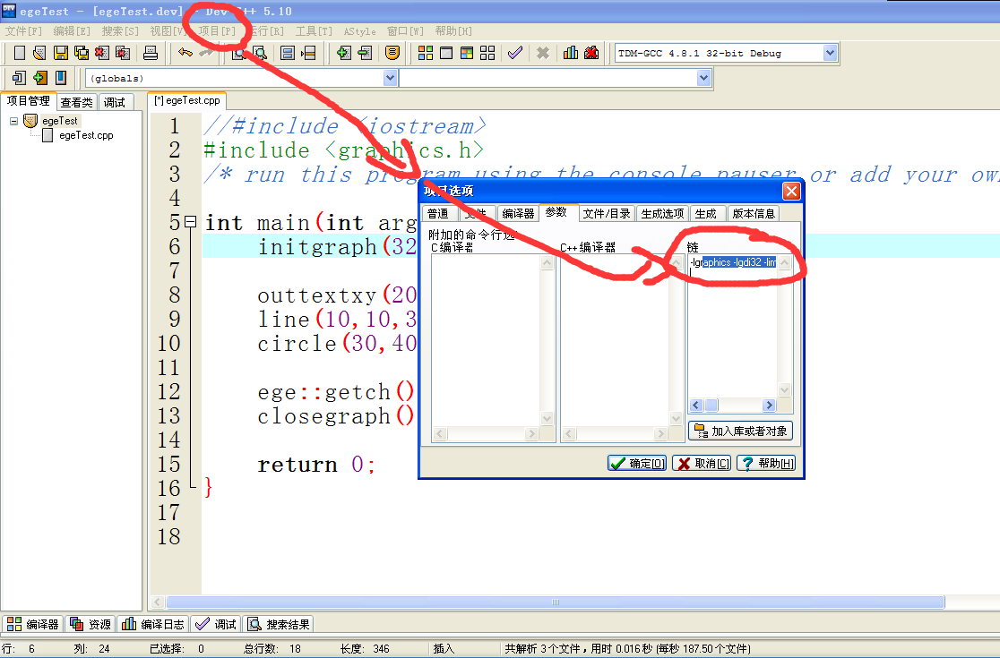 egeTest - [egeTest.dev] - Dev-C++ 5.10
文件[F] 编辑[E] 搜索[S] 视图[V] 项目[P] 运行[R] 工具[T] AStyle 窗口[W] 帮助[H]
TDM-GCC 4.8.1 32-bit Debug
(globals)
项目管理 查看类 调试
[*] egeTest.cpp
egeTest
egeTest.cpp
1 //#include <iostream>
2 #include <graphics.h>
3 /* run this program using the console pauser or add your own
4
5 int main(int arg
6 initgraph(32
7
8 outtextxy(20
9 line(10,10,3
10 circle(30,40
11
12 ege::getch()
13 closegraph()
14
15 return 0;
16 }
17
18
项目选项
普通 文件 编译器 参数 文件/目录 生成选项 生成 版本信息
附加的命令行选
C 编译器 C++ 编译器 链
-lgraphics -lgdi32 -lim
加入库或者对象
确定[O] 取消[C] 帮助[H]
编译器 资源 编译日志 调试 搜索结果
行: 6 列: 24 已选择: 0 总行数: 18 长度: 346 插入 共解析 3 个文件，用时 0.016 秒 (每秒 187.50 个文件)